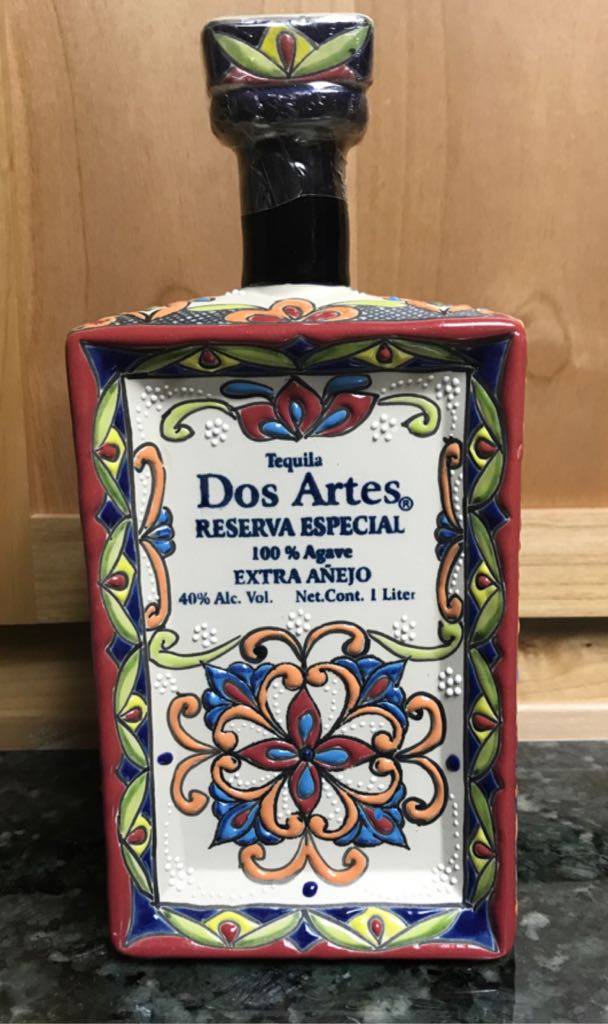 Tequila
Dos Artes®
RESERVA ESPECIAL
100 % Agave
EXTRA AÑEJO
40% Alc. Vol. Net.Cont. 1 Liter